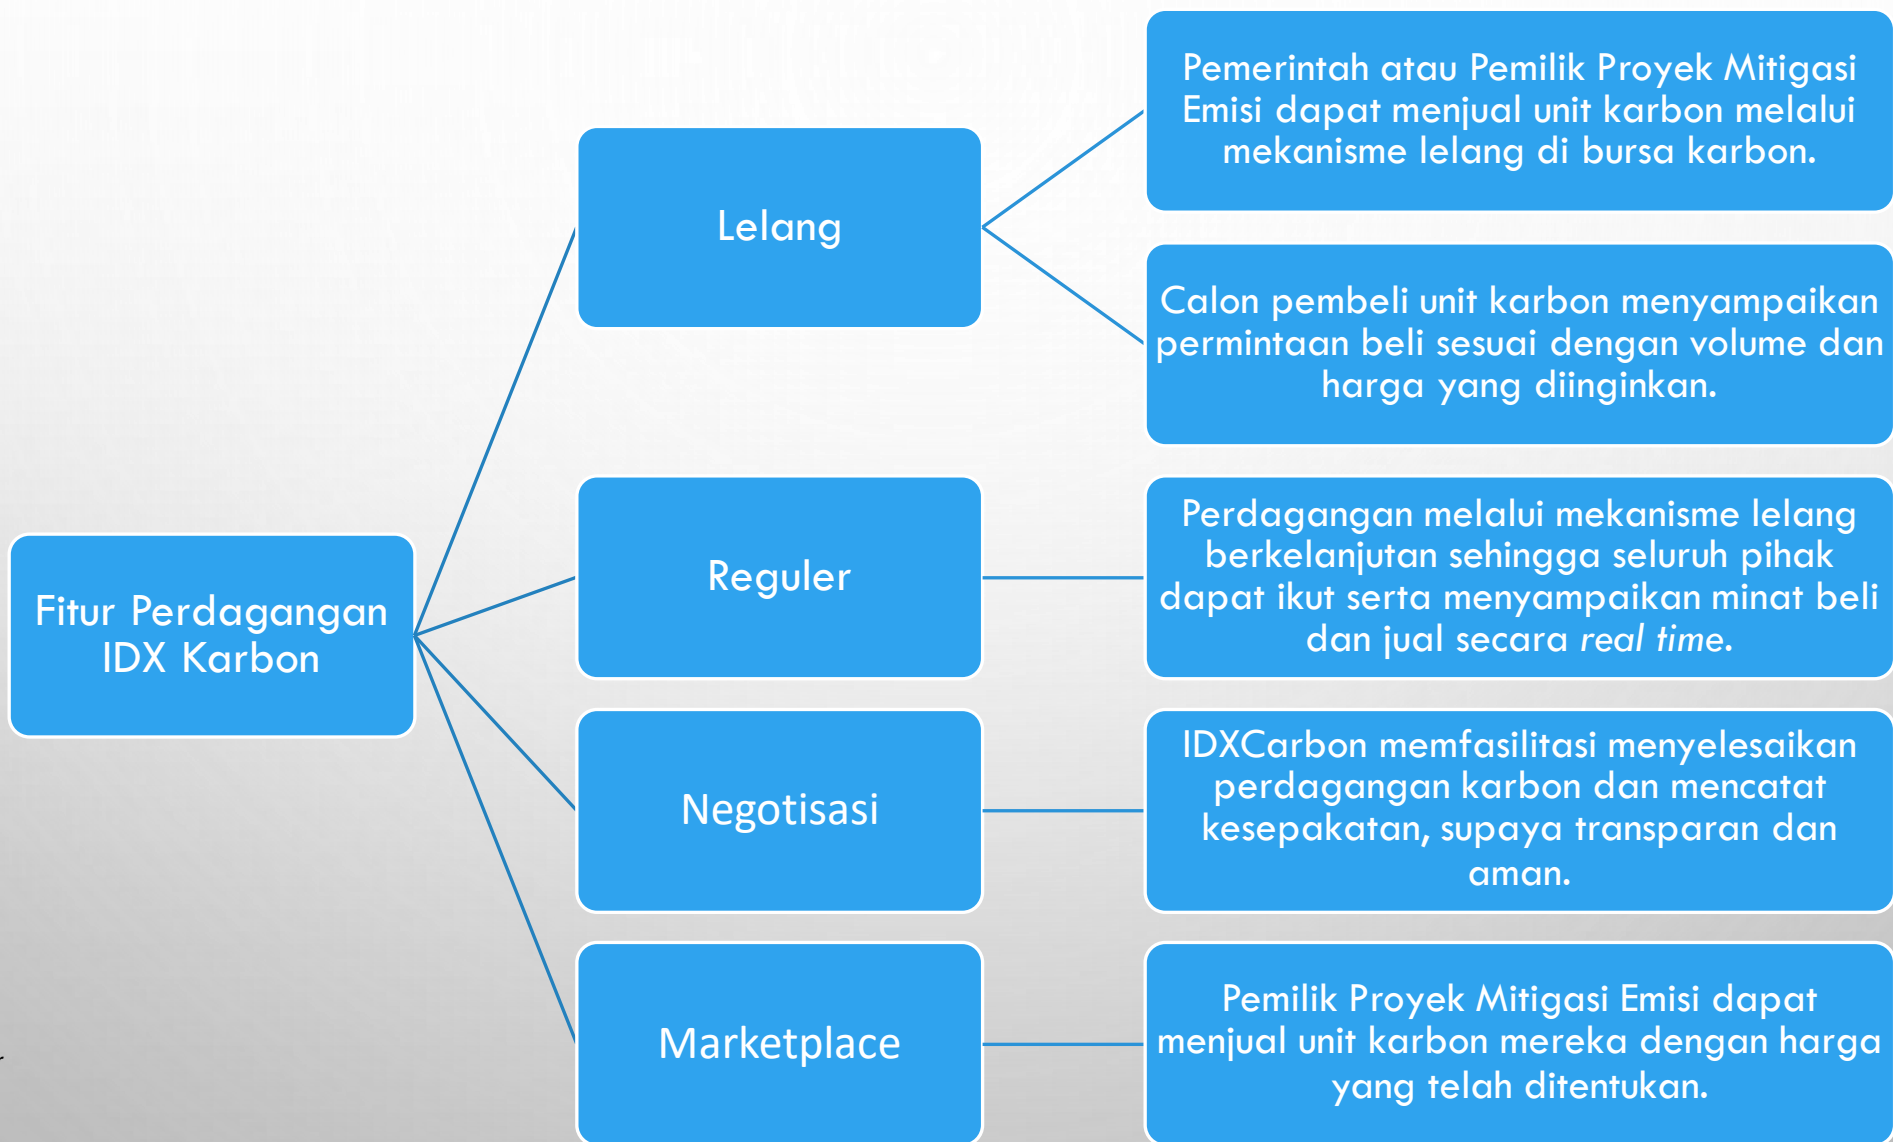 Fitur Perdagangan
IDX Karbon
Lelang
Pemerintah atau Pemilik Proyek Mitigasi
Emisi dapat menjual unit karbon melalui
mekanisme lelang di bursa karbon.
Calon pembeli unit karbon menyampaikan
permintaan beli sesuai dengan volume dan
harga yang diinginkan.
Reguler
Perdagangan melalui mekanisme lelang
berkelanjutan sehingga seluruh pihak
dapat ikut serta menyampaikan minat beli
dan jual secara real time.
Negotisasi
IDXCarbon memfasilitasi menyelesaikan
perdagangan karbon dan mencatat
kesepakatan, supaya transparan dan
aman.
Marketplace
Pemilik Proyek Mitigasi Emisi dapat
menjual unit karbon mereka dengan harga
yang telah ditentukan.